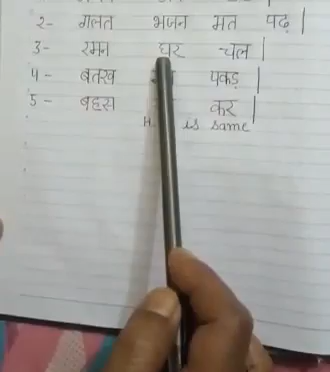 2- गलत भजन मत पढ़ |
3- रमन घर चल |
4- बतख पकड़ |
5- बहस कर |
is same